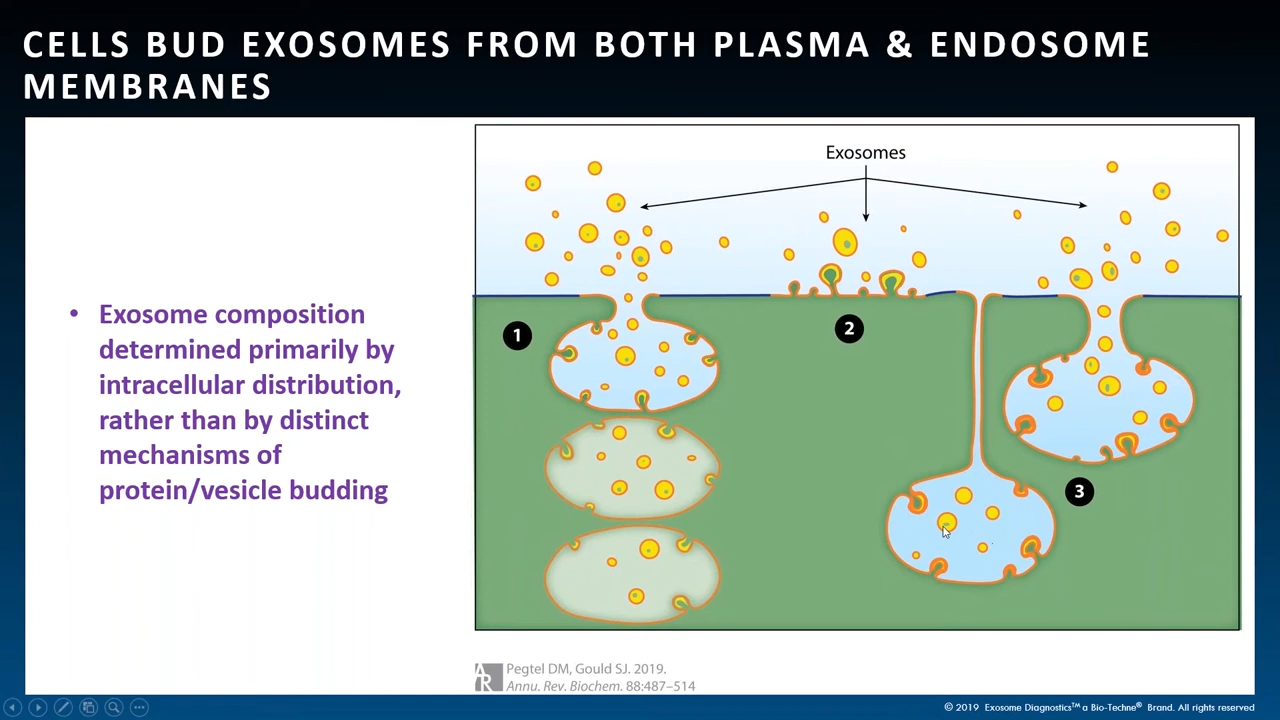 CELLS BUD EXOSOMES FROM BOTH PLASMA & ENDOSOME
MEMBRANES
• Exosome composition
determined primarily by
intracellular distribution,
rather than by distinct
mechanisms of
protein/vesicle budding
Exosomes
1
2
3
AR
Pegtel DM, Gould SJ. 2019.
Annu. Rev. Biochem. 88:487–514
© 2019 Exosome Diagnostics™ a Bio-Techne® Brand. All rights reserved